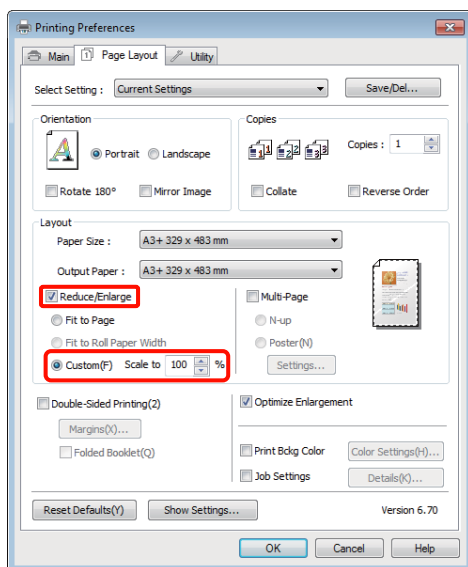 Printing Preferences
Main Page Layout Utility
Select Setting : Current Settings Save/Del...
Orientation Copies
Portrait Landscape Copies : 1
Rotate 180° Mirror Image Collate Reverse Order
Layout
Paper Size : A3+ 329 x 483 mm
Output Paper : A3+ 329 x 483 mm
Reduce/Enlarge Multi-Page
Fit to Page N-up
Fit to Roll Paper Width Poster(N)
Custom(F) Scale to 100 % Settings...
Double-Sided Printing(2) Optimize Enlargement
Margins(X)...
Folded Booklet(Q) Print Bckg Color Color Settings(H)...
Job Settings Details(K)...
Reset Defaults(Y) Show Settings... Version 6.70
OK Cancel Help